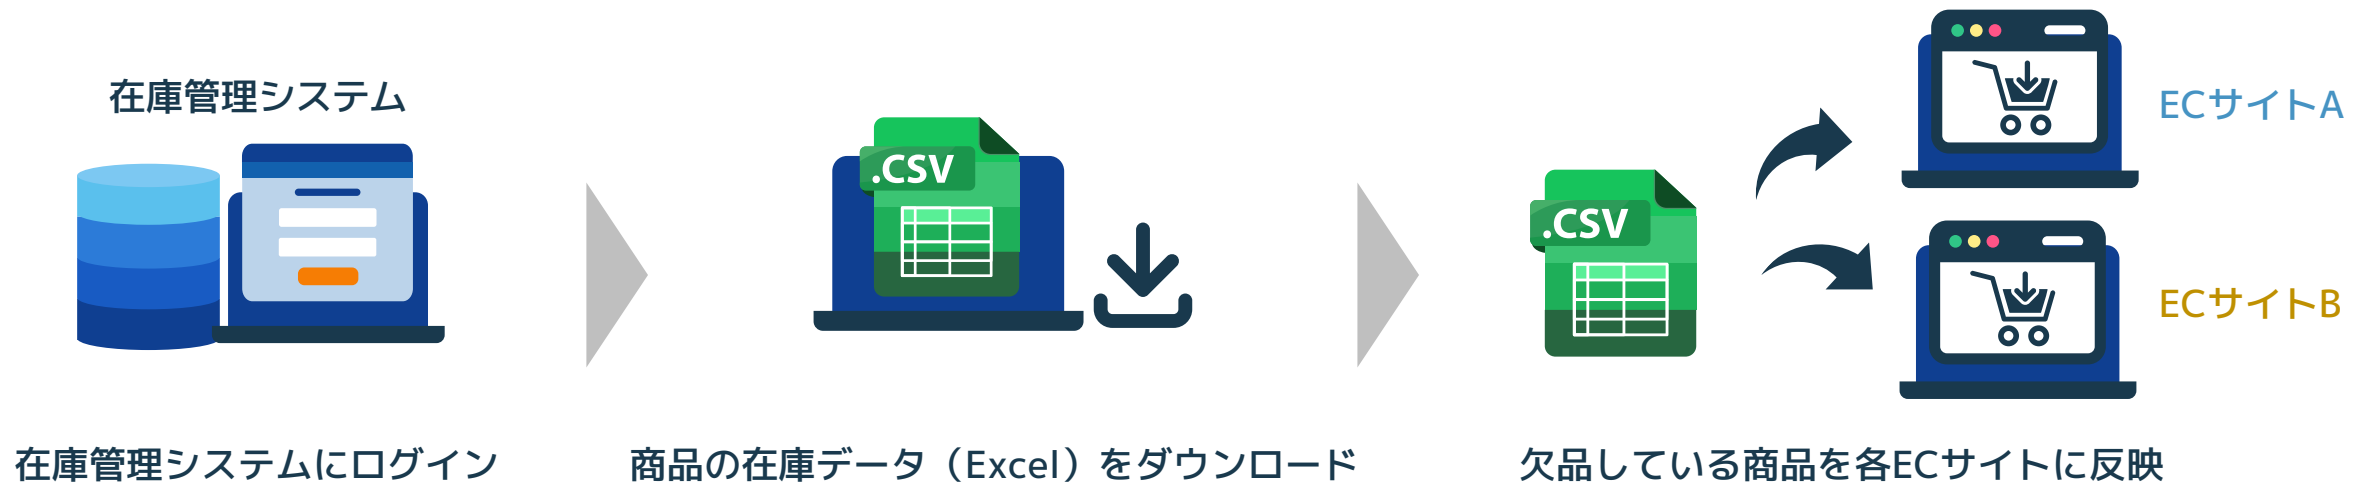 在庫管理システム
在庫管理システムにログイン
.CSV
商品の在庫データ（Excel）をダウンロード
.CSV
ECサイトA
ECサイトB
欠品している商品を各ECサイトに反映